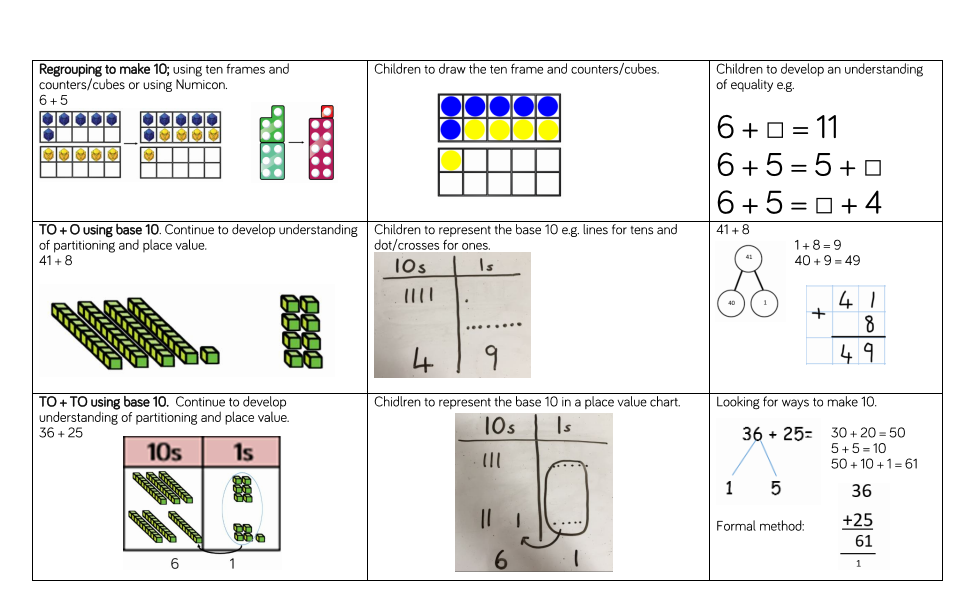 Regrouping to make 10; using ten frames and
counters/cubes or using Numicon.
6 + 5
Children to draw the ten frame and counters/cubes.
Children to develop an understanding
of equality e.g.
6 + □ = 11
6 + 5 = 5 + □
6 + 5 = □ + 4
TO + O using base 10. Continue to develop understanding
of partitioning and place value.
41 + 8
Children to represent the base 10 e.g. lines for tens and
dot/crosses for ones.
10s 1s
4 9
41 + 8
41
40 1
1 + 8 = 9
40 + 9 = 49
4 1
+ 8
4 9
TO + TO using base 10. Continue to develop
understanding of partitioning and place value.
36 + 25
10s 1s
6 1
Chidlren to represent the base 10 in a place value chart.
10s 1s
1
6 1
Looking for ways to make 10.
36 + 25=
1 5
30 + 20 = 50
5 + 5 = 10
50 + 10 + 1 = 61
Formal method:
36
+25
61
1